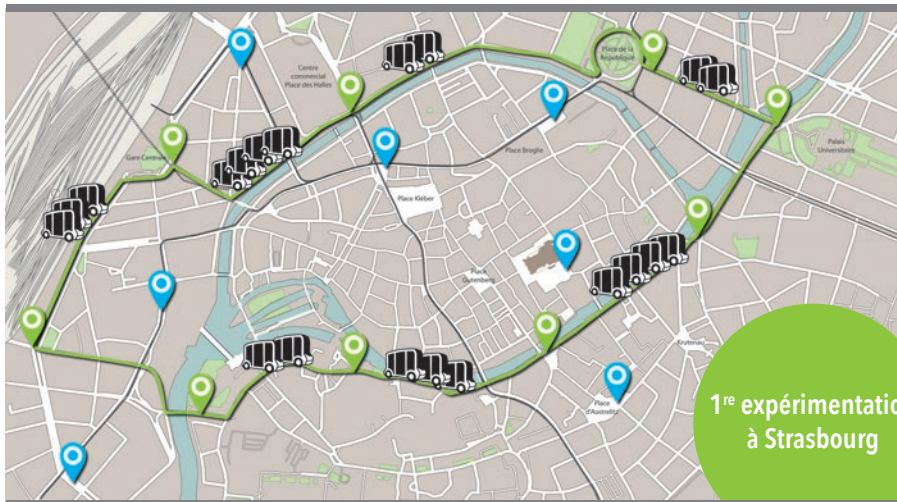 Centre
commercial
Place des Halles
Place de la
République
Gare Centrale
Place Broglie
Palais
Universitaire
Place Kléber
Place
Gutenberg
Krutenau
Place
d'Austrelitz
1re expérimentatio
à Strasbourg